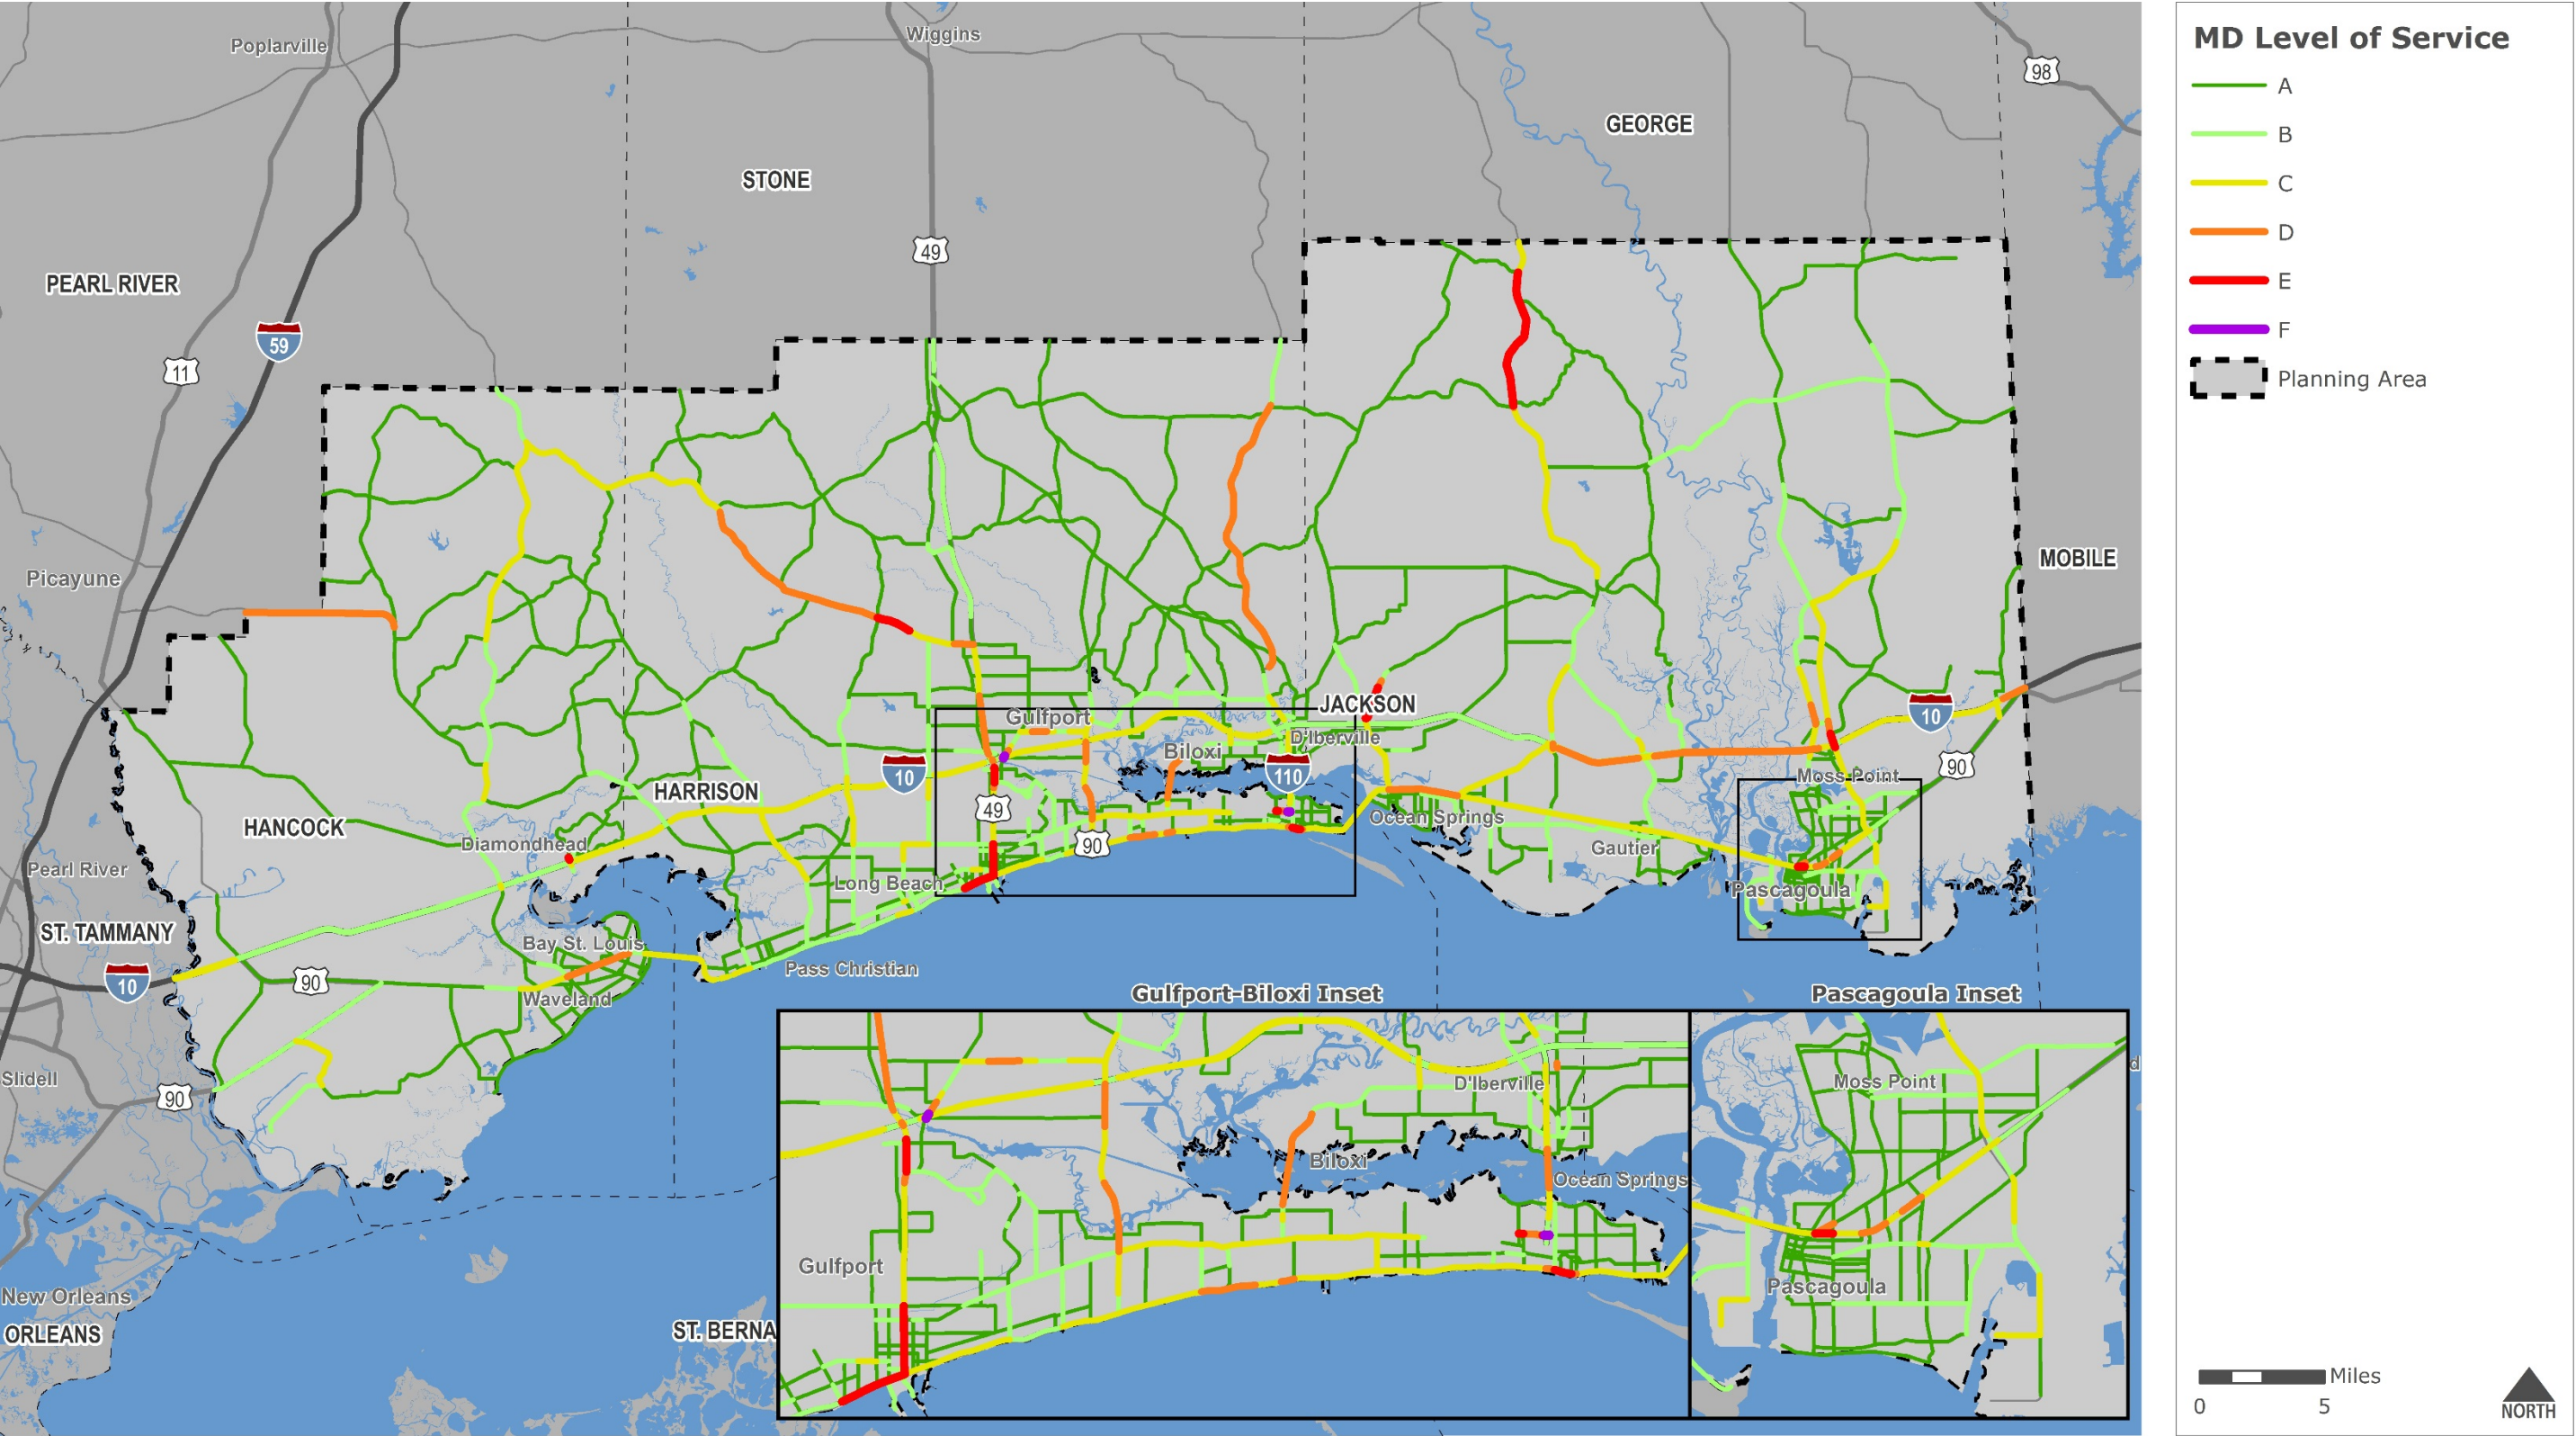 Poplarville
Wiggins
98
GEORGE
STONE
49
PEARL RIVER
59
11
MOBILE
Picayune
JACKSON
10
Gulfport
D'Iberville
Biloxi
90
10
110
Moss Point
HARRISON
49
Ocean Springs
HANCOCK
Diamondhead
90
Gautier
Pearl River
Long Beach
Pascagoula
ST. TAMMANY
Bay St. Louis
Pass Christian
10
90
Waveland
Gulfport-Biloxi Inset
Pascagoula Inset
Slidell
90
D'Iberville
Moss Point
d
Biloxi
Ocean Springs
Gulfport
Pascagoula
New Orleans
ORLEANS
ST. BERNA
MD Level of Service
A
B
C
D
E
F
Planning Area
Miles
0 5
NORTH